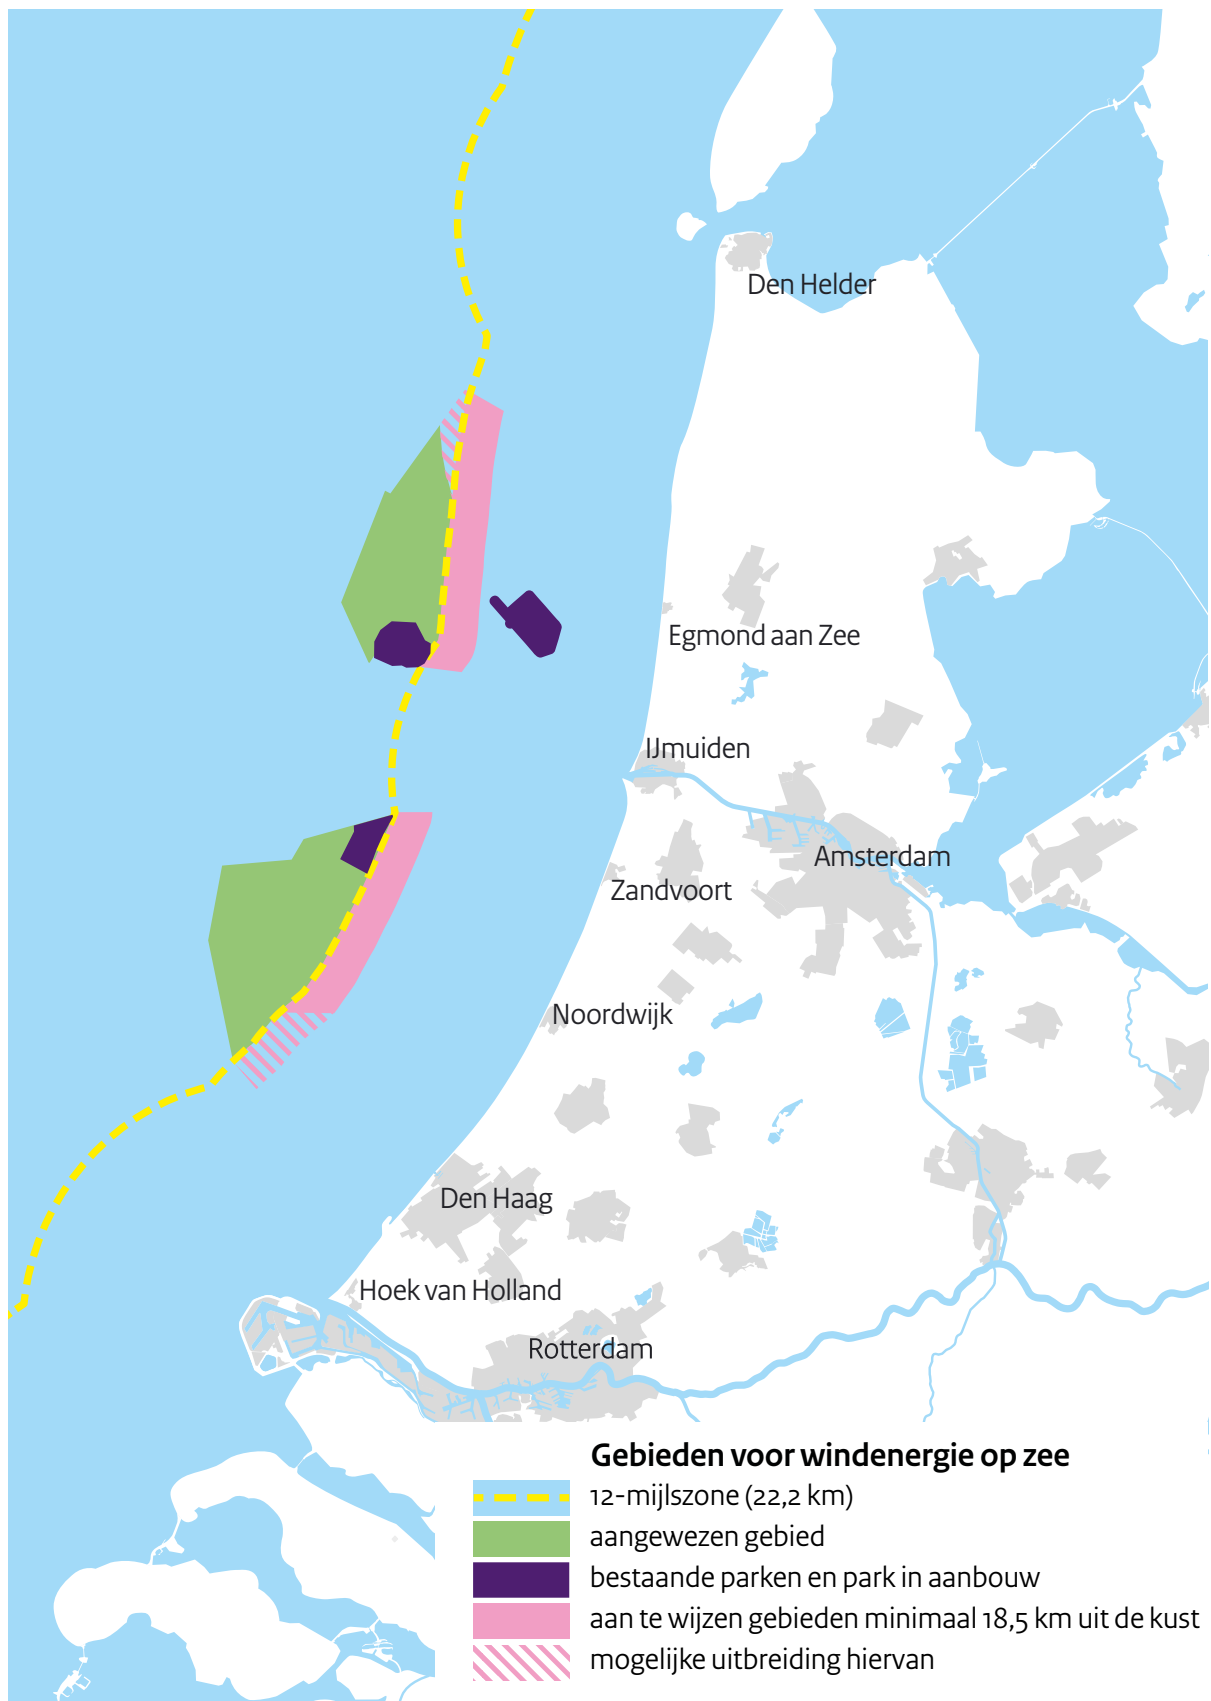 Den Helder
Egmond aan Zee
IJmuiden
Amsterdam
Zandvoort
Noordwijk
Den Haag
Hoek van Holland
Rotterdam
Gebieden voor windenergie op zee
12-mijlszone (22,2 km)
aangewezen gebied
bestaande parken en park in aanbouw
aan te wijzen gebieden minimaal 18,5 km uit de kust
mogelijke uitbreiding hiervan